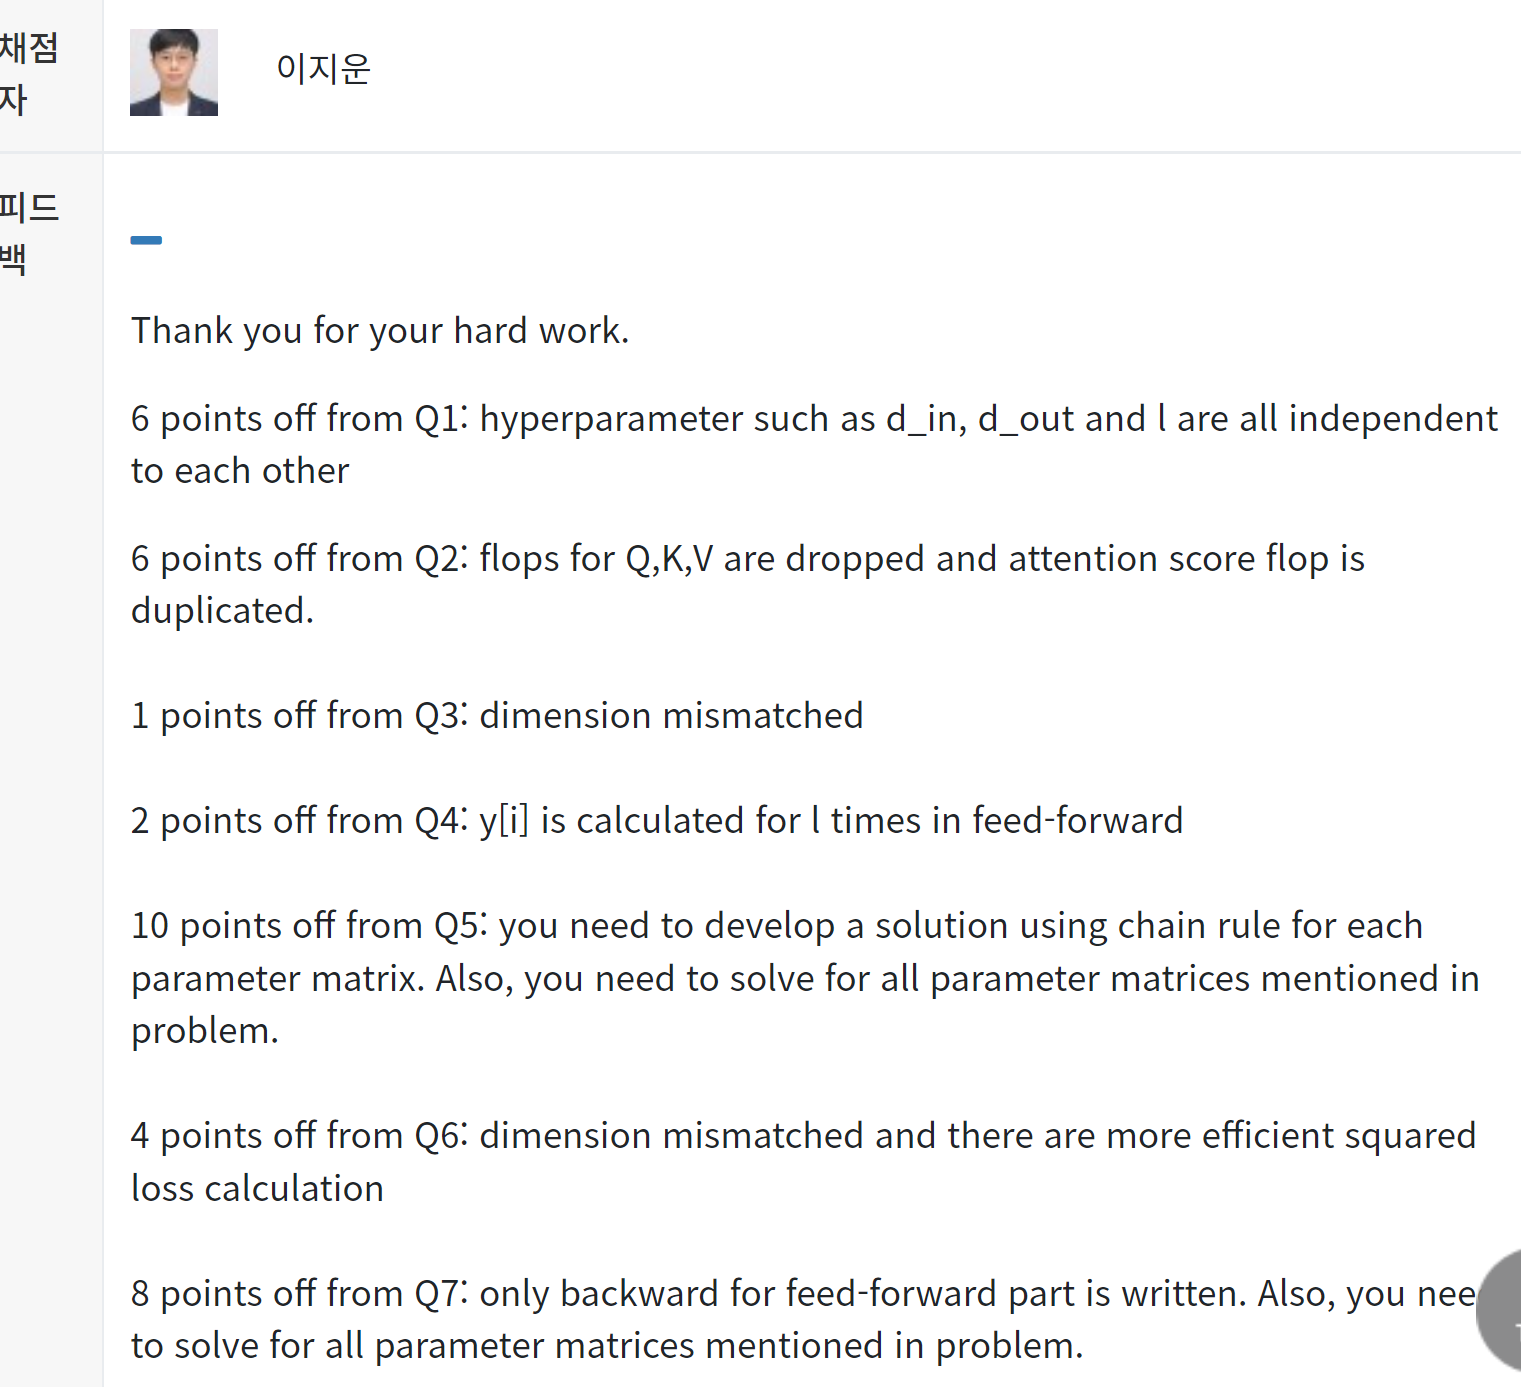 채점
자
이지운
피드
백
Thank you for your hard work.
6 points off from Q1: hyperparameter such as d_in, d_out and l are all independent
to each other
6 points off from Q2: flops for Q,K,V are dropped and attention score flop is
duplicated.
1 points off from Q3: dimension mismatched
2 points off from Q4: y[i] is calculated for l times in feed-forward
10 points off from Q5: you need to develop a solution using chain rule for each
parameter matrix. Also, you need to solve for all parameter matrices mentioned in
problem.
4 points off from Q6: dimension mismatched and there are more efficient squared
loss calculation
8 points off from Q7: only backward for feed-forward part is written. Also, you nee
to solve for all parameter matrices mentioned in problem.